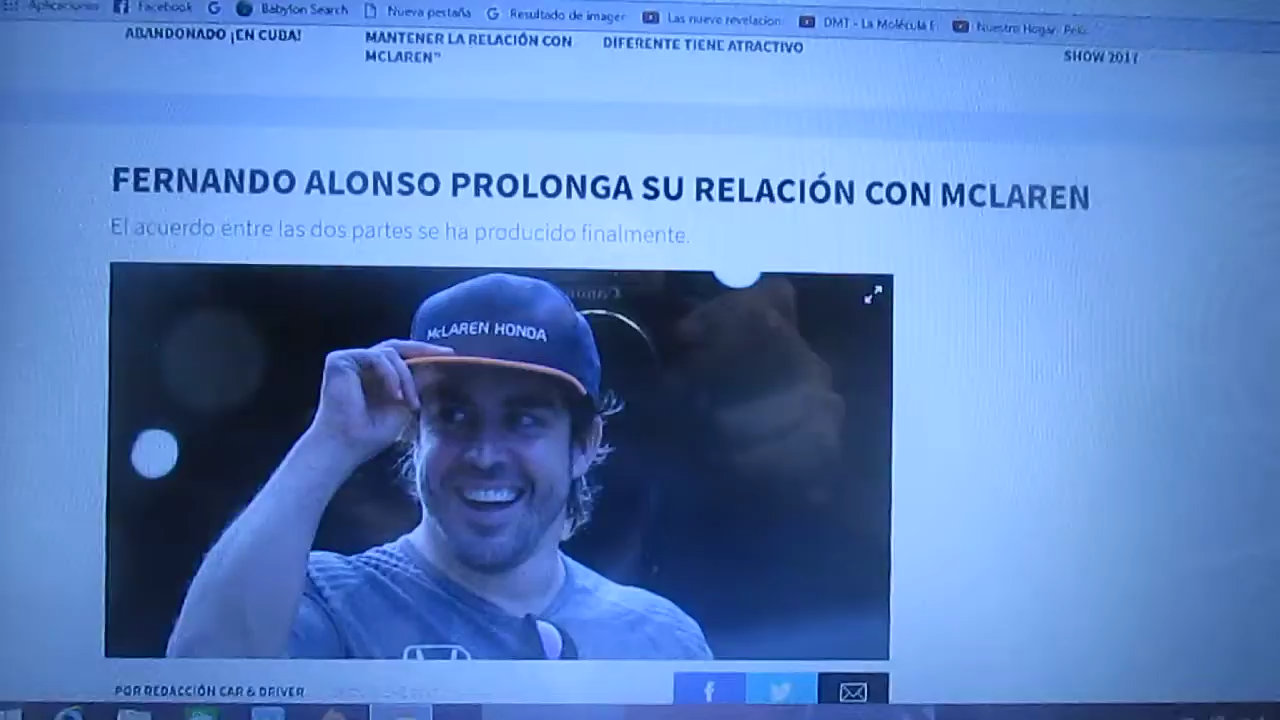 Aplicaciones Facebook Babylon Search Nueva pestaña Resultado de imager Las nueve revelacion DMT - La Molécula E Nuestro Hogar. Pelíc
ABANDONADO ¡EN CUBA! MANTENER LA RELACIÓN CON DIFERENTE TIENE ATRACTIVO
MCLAREN" SHOW 2017
FERNANDO ALONSO PROLONGA SU RELACIÓN CON MCLAREN
El acuerdo entre las dos partes se ha producido finalmente.
McLAREN HONDA
POR REDACCIÓN CAR & DRIVER